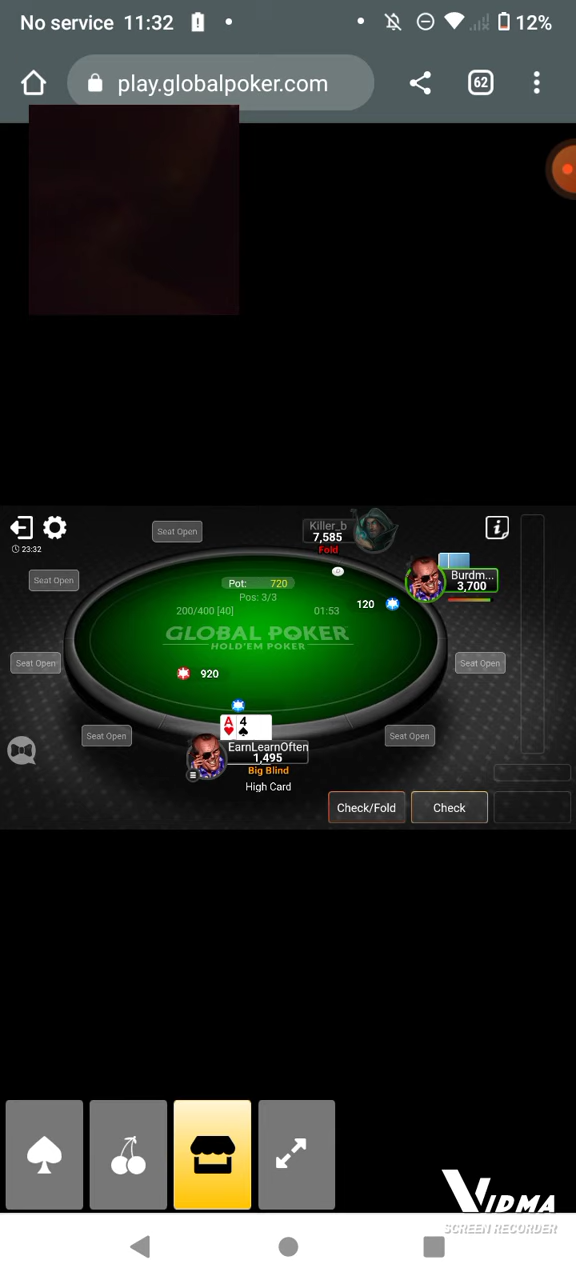 No service 11:32 12%
play.globalpoker.com
62
Seat Open
Killer_b
7,585
Fold
23:32
Seat Open
Burdm...
3,700
Pot: 720
Pos: 3/3
200/400 [40] 01:53
120
GLOBAL POKER
HOLD'EM POKER
Seat Open
Seat Open
920
A 4
Seat Open
Seat Open
EarnLearnOften
1,495
Big Blind
High Card
Check/Fold
Check
VIDMA
SCREEN RECORDER